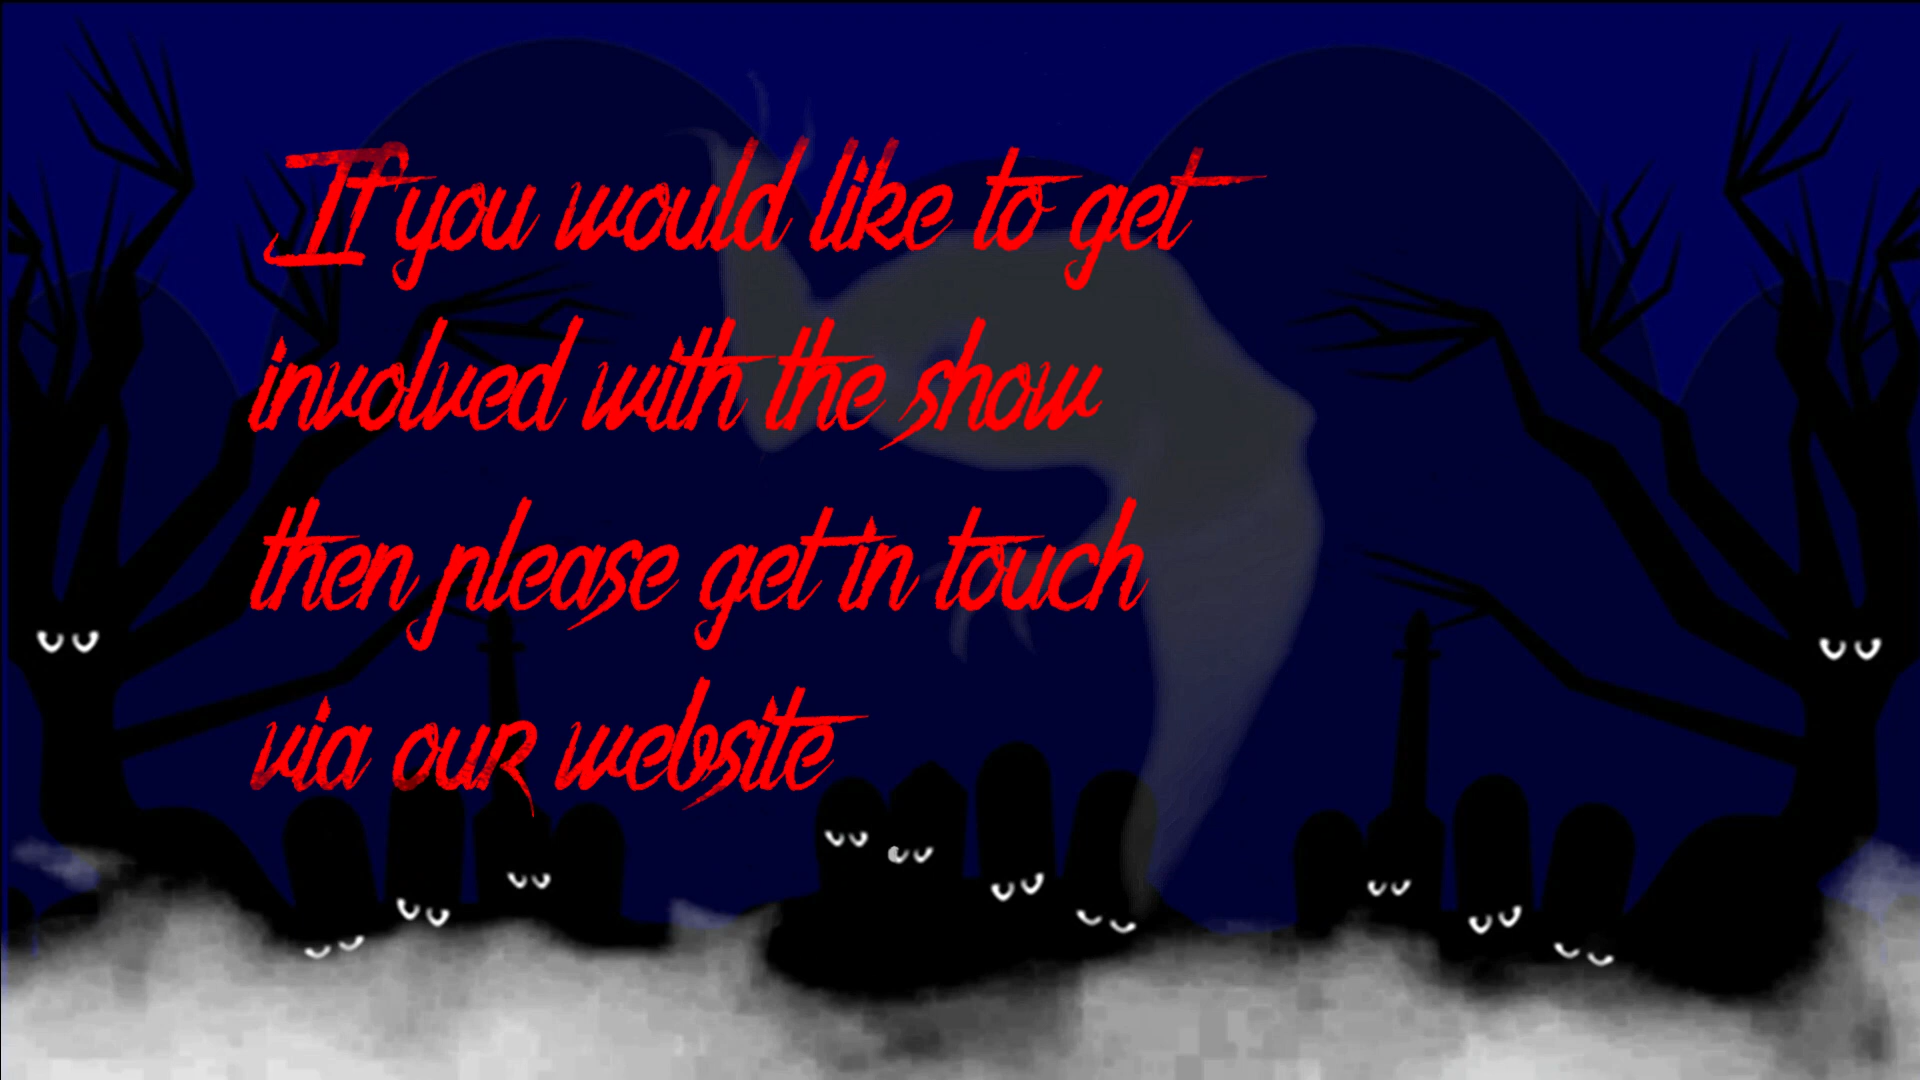 If you would like to get
involved with the show
then please get in touch
via our website